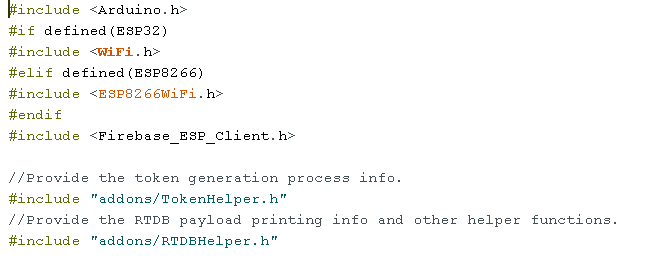 #include <Arduino.h>
#if defined(ESP32)
#include <WiFi.h>
#elif defined(ESP8266)
#include <ESP8266WiFi.h>
#endif
#include <Firebase_ESP_Client.h>
//Provide the token generation process info.
#include "addons/TokenHelper.h"
//Provide the RTDB payload printing info and other helper functions.
#include "addons/RTDBHelper.h"